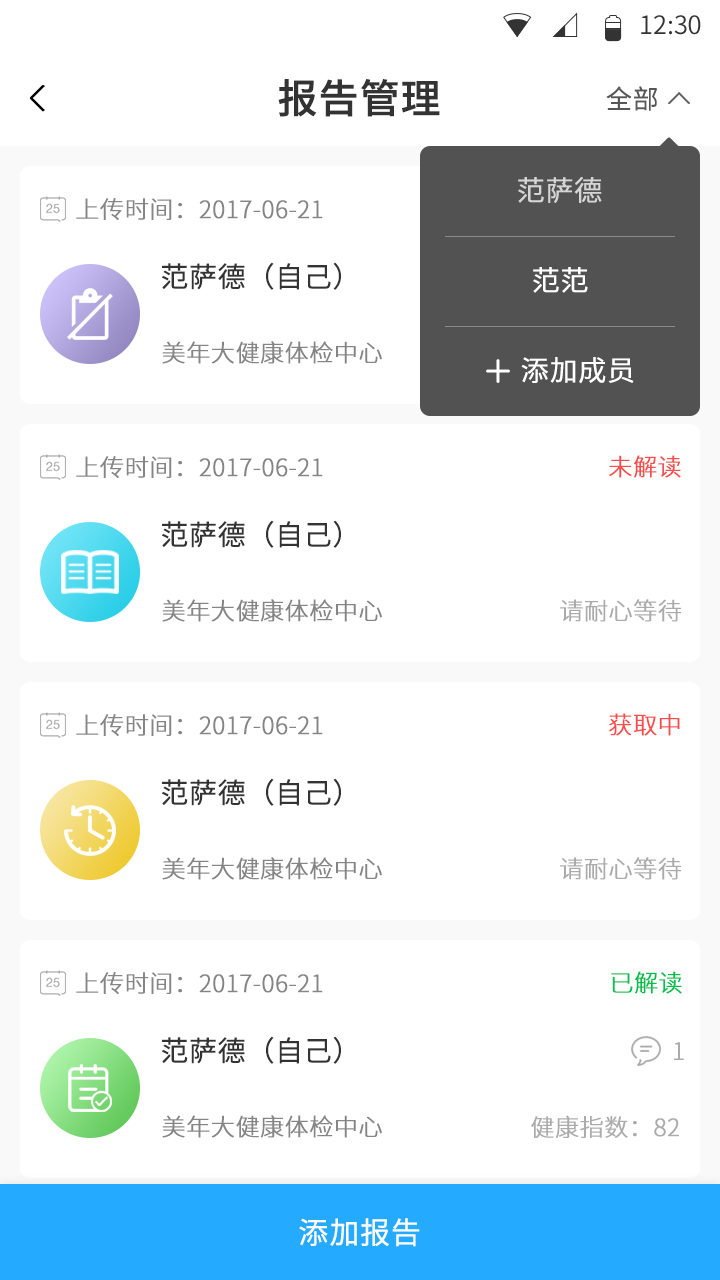 12:30
报告管理
全部
范萨德
范范
添加成员
25 上传时间：2017-06-21
范萨德（自己）
美年大健康体检中心
25 上传时间：2017-06-21
未解读
范萨德（自己）
美年大健康体检中心
请耐心等待
25 上传时间：2017-06-21
获取中
范萨德（自己）
美年大健康体检中心
请耐心等待
25 上传时间：2017-06-21
已解读
范萨德（自己）
1
美年大健康体检中心
健康指数：82
添加报告